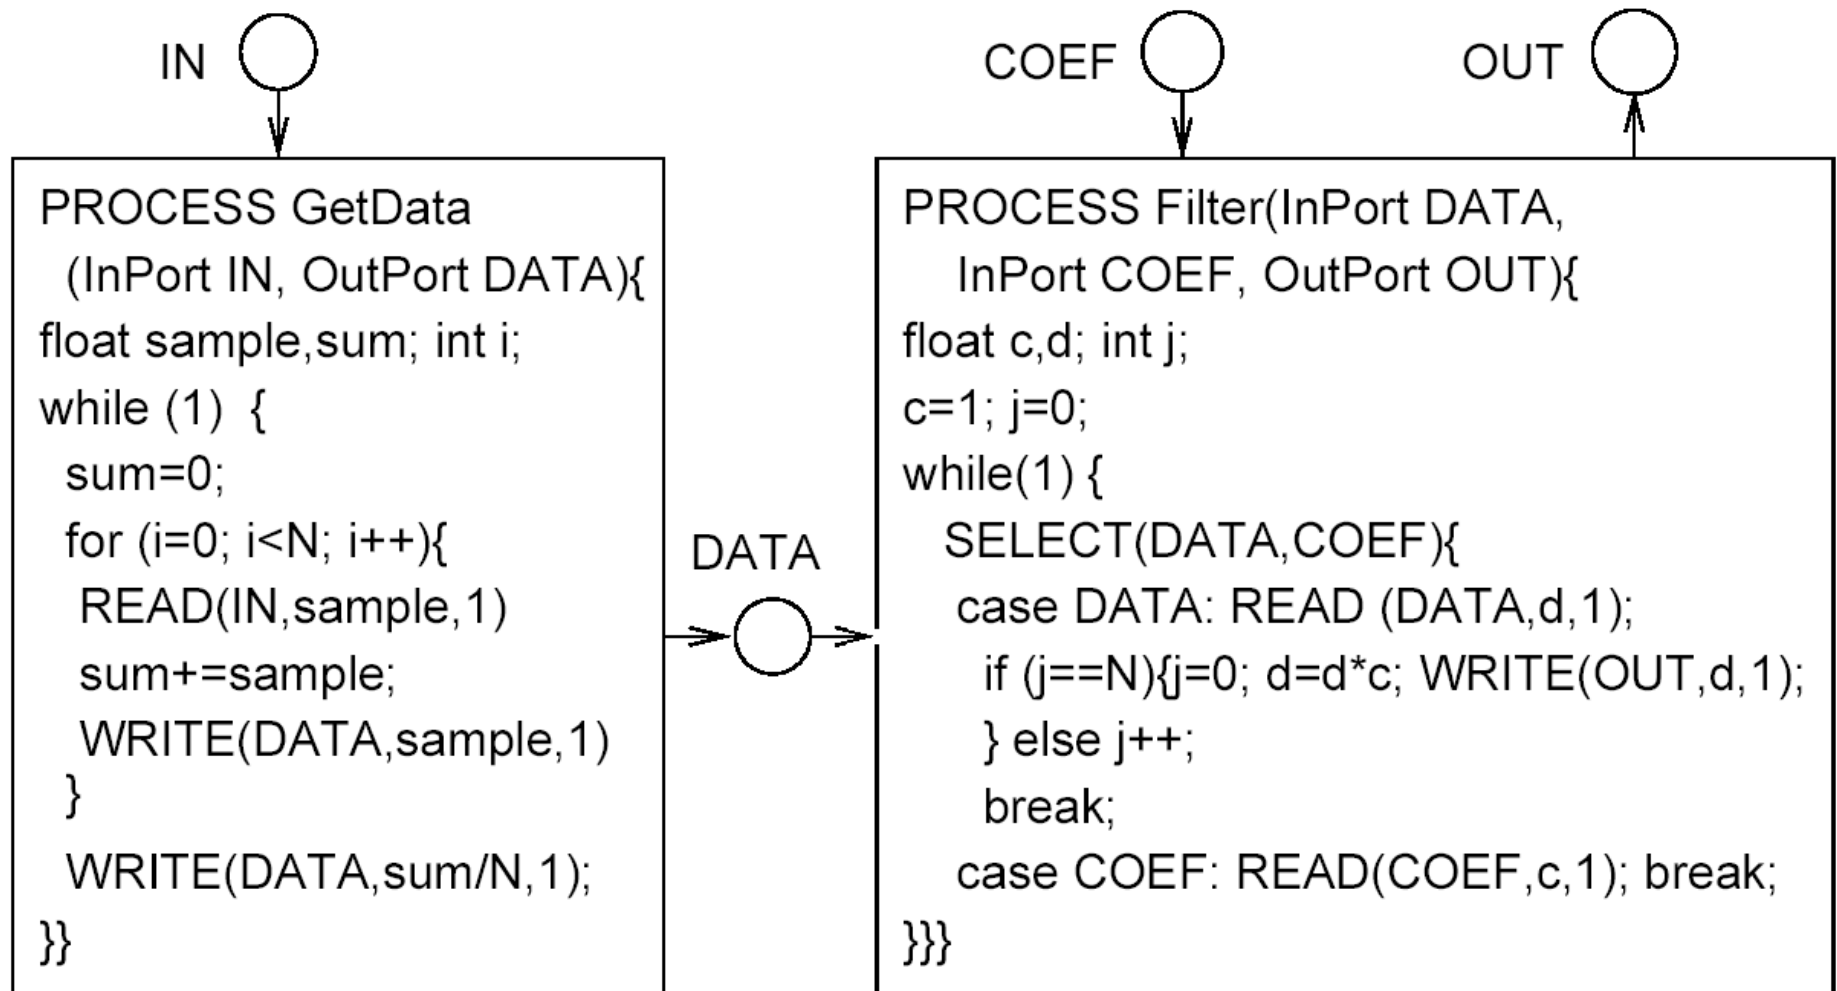 IN
COEF
OUT
PROCESS GetData
(InPort IN, OutPort DATA){
float sample,sum; int i;
while (1) {
sum=0;
for (i=0; i<N; i++){
READ(IN,sample,1)
sum+=sample;
WRITE(DATA,sample,1)
}
WRITE(DATA,sum/N,1);
}}
DATA
PROCESS Filter(InPort DATA,
InPort COEF, OutPort OUT){
float c,d; int j;
c=1; j=0;
while(1) {
SELECT(DATA,COEF){
case DATA: READ (DATA,d,1);
if (j==N){j=0; d=d*c; WRITE(OUT,d,1);
} else j++;
break;
case COEF: READ(COEF,c,1); break;
}}}